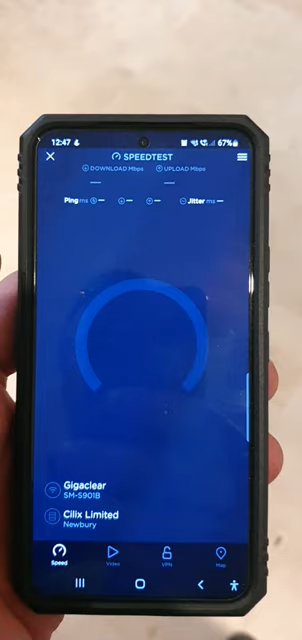 12:47 67%
SPEEDTEST
DOWNLOAD Mbps UPLOAD Mbps
— —
Ping ms — — — Jitter ms —
Gigaclear
SM-S901B
Cilix Limited
Newbury
Speed Video VPN Map